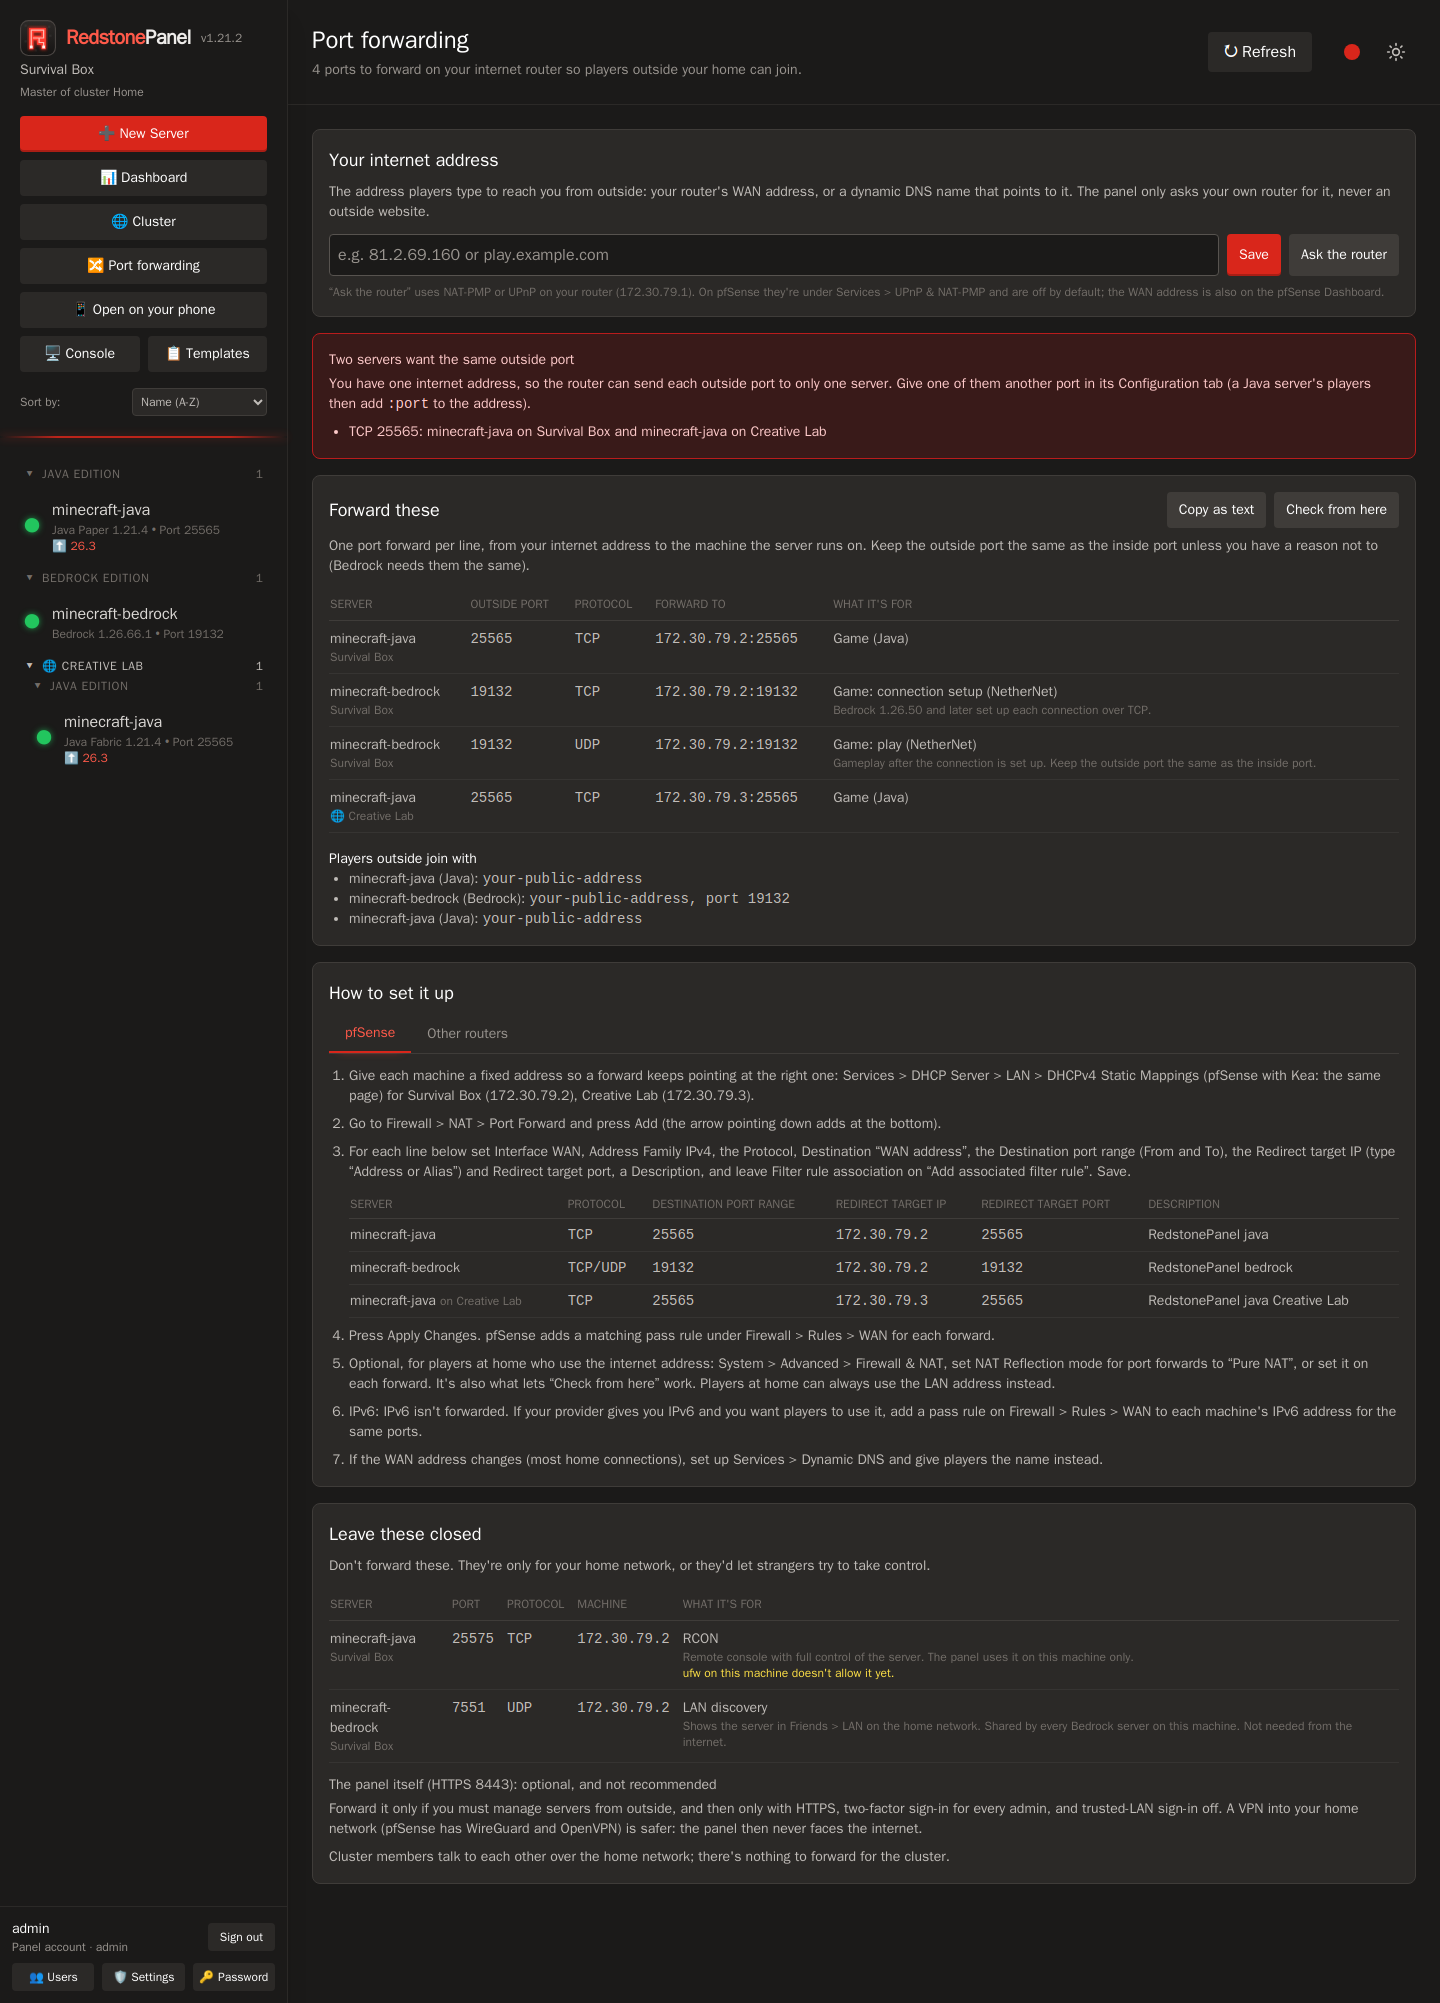 RedstonePanel v1.21.2
Survival Box
Master of cluster Home
➕ New Server
📊 Dashboard
🌐 Cluster
🔀 Port forwarding
📱 Open on your phone
🖥️ Console
📋 Templates
Sort by:
Name (A-Z)
▼ JAVA EDITION 1
minecraft-java
Java Paper 1.21.4 • Port 25565
⬆️ 26.3
▼ BEDROCK EDITION 1
minecraft-bedrock
Bedrock 1.26.66.1 • Port 19132
▼ 🌐 CREATIVE LAB 1
▼ JAVA EDITION 1
minecraft-java
Java Fabric 1.21.4 • Port 25565
⬆️ 26.3
admin
Panel account · admin
Sign out
👥 Users
🛡️ Settings
🔑 Password
Port forwarding
4 ports to forward on your internet router so players outside your home can join.
↻ Refresh
Your internet address
The address players type to reach you from outside: your router's WAN address, or a dynamic DNS name that points to it. The panel only asks your own router for it, never an
outside website.
e.g. 81.2.69.160 or play.example.com
Save
Ask the router
“Ask the router” uses NAT-PMP or UPnP on your router (172.30.79.1). On pfSense they're under Services > UPnP & NAT-PMP and are off by default; the WAN address is also on the pfSense Dashboard.
Two servers want the same outside port
You have one internet address, so the router can send each outside port to only one server. Give one of them another port in its Configuration tab (a Java server's players
then add :port to the address).
• TCP 25565: minecraft-java on Survival Box and minecraft-java on Creative Lab
Forward these
Copy as text
Check from here
One port forward per line, from your internet address to the machine the server runs on. Keep the outside port the same as the inside port unless you have a reason not to
(Bedrock needs them the same).
SERVER OUTSIDE PORT PROTOCOL FORWARD TO WHAT IT'S FOR
minecraft-java 25565 TCP 172.30.79.2:25565 Game (Java)
Survival Box
minecraft-bedrock 19132 TCP 172.30.79.2:19132 Game: connection setup (NetherNet)
Survival Box Bedrock 1.26.50 and later set up each connection over TCP.
minecraft-bedrock 19132 UDP 172.30.79.2:19132 Game: play (NetherNet)
Survival Box Gameplay after the connection is set up. Keep the outside port the same as the inside port.
minecraft-java 25565 TCP 172.30.79.3:25565 Game (Java)
🌐 Creative Lab
Players outside join with
• minecraft-java (Java): your-public-address
• minecraft-bedrock (Bedrock): your-public-address, port 19132
• minecraft-java (Java): your-public-address
How to set it up
pfSense
Other routers
1. Give each machine a fixed address so a forward keeps pointing at the right one: Services > DHCP Server > LAN > DHCPv4 Static Mappings (pfSense with Kea: the same
page) for Survival Box (172.30.79.2), Creative Lab (172.30.79.3).
2. Go to Firewall > NAT > Port Forward and press Add (the arrow pointing down adds at the bottom).
3. For each line below set Interface WAN, Address Family IPv4, the Protocol, Destination “WAN address”, the Destination port range (From and To), the Redirect target IP (type
“Address or Alias”) and Redirect target port, a Description, and leave Filter rule association on “Add associated filter rule”. Save.
SERVER PROTOCOL DESTINATION PORT RANGE REDIRECT TARGET IP REDIRECT TARGET PORT DESCRIPTION
minecraft-java TCP 25565 172.30.79.2 25565 RedstonePanel java
minecraft-bedrock TCP/UDP 19132 172.30.79.2 19132 RedstonePanel bedrock
minecraft-java on Creative Lab TCP 25565 172.30.79.3 25565 RedstonePanel java Creative Lab
4. Press Apply Changes. pfSense adds a matching pass rule under Firewall > Rules > WAN for each forward.
5. Optional, for players at home who use the internet address: System > Advanced > Firewall & NAT, set NAT Reflection mode for port forwards to “Pure NAT”, or set it on
each forward. It's also what lets “Check from here” work. Players at home can always use the LAN address instead.
6. IPv6: IPv6 isn't forwarded. If your provider gives you IPv6 and you want players to use it, add a pass rule on Firewall > Rules > WAN to each machine's IPv6 address for the
same ports.
7. If the WAN address changes (most home connections), set up Services > Dynamic DNS and give players the name instead.
Leave these closed
Don't forward these. They're only for your home network, or they'd let strangers try to take control.
SERVER PORT PROTOCOL MACHINE WHAT IT'S FOR
minecraft-java 25575 TCP 172.30.79.2 RCON
Survival Box Remote console with full control of the server. The panel uses it on this machine only.
ufw on this machine doesn't allow it yet.
minecraft- 7551 UDP 172.30.79.2 LAN discovery
bedrock Shows the server in Friends > LAN on the home network. Shared by every Bedrock server on this machine. Not needed from the
Survival Box internet.
The panel itself (HTTPS 8443): optional, and not recommended
Forward it only if you must manage servers from outside, and then only with HTTPS, two-factor sign-in for every admin, and trusted-LAN sign-in off. A VPN into your home
network (pfSense has WireGuard and OpenVPN) is safer: the panel then never faces the internet.
Cluster members talk to each other over the home network; there's nothing to forward for the cluster.